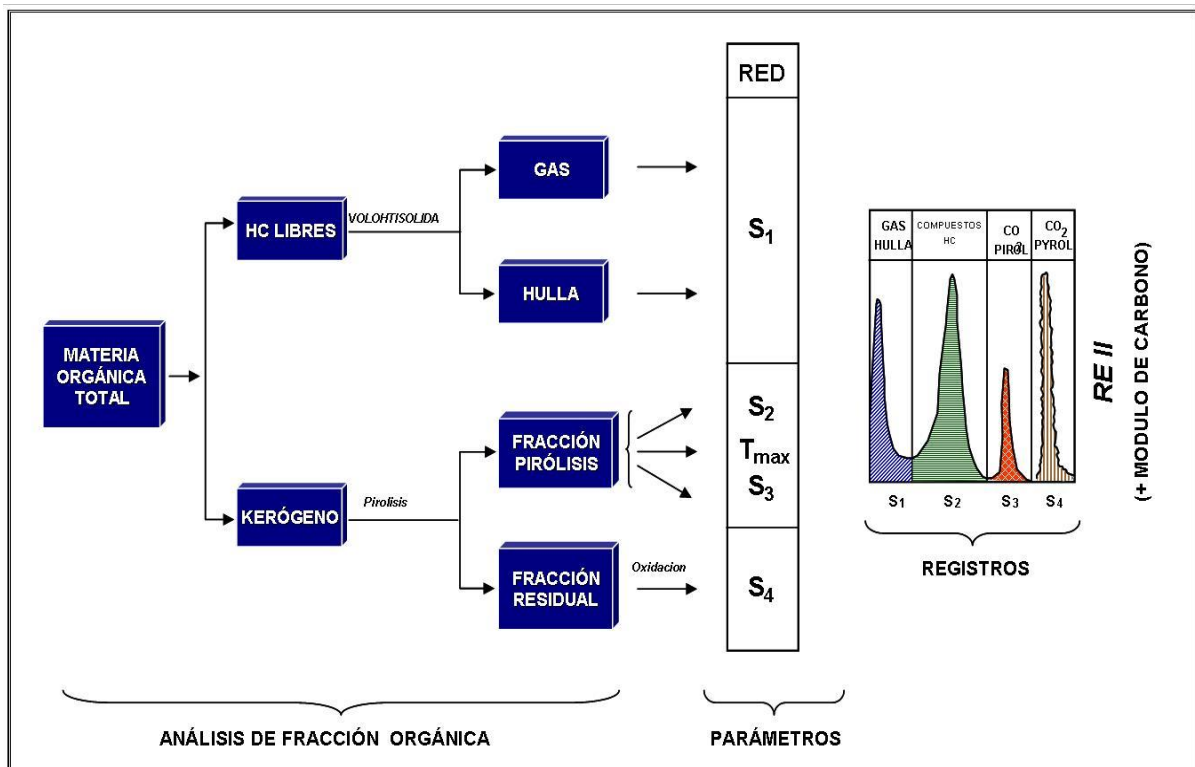 RED
GAS
HC LIBRES
VOLOHTISOLIDA
S1
HULLA
MATERIA
ORGÁNICA
TOTAL
FRACCIÓN
PIRÓLISIS
S2
Tmax
S3
KERÓGENO
Pirolisis
FRACCIÓN
RESIDUAL
Oxidacion
S4
GAS
HULLA
COMPUESTOS
HC
CO2
PIROL
CO2
PYROL
S1
S2
S3
S4
REGISTROS
RE II
(+ MODULO DE CARBONO)
ANÁLISIS DE FRACCIÓN ORGÁNICA
PARÁMETROS